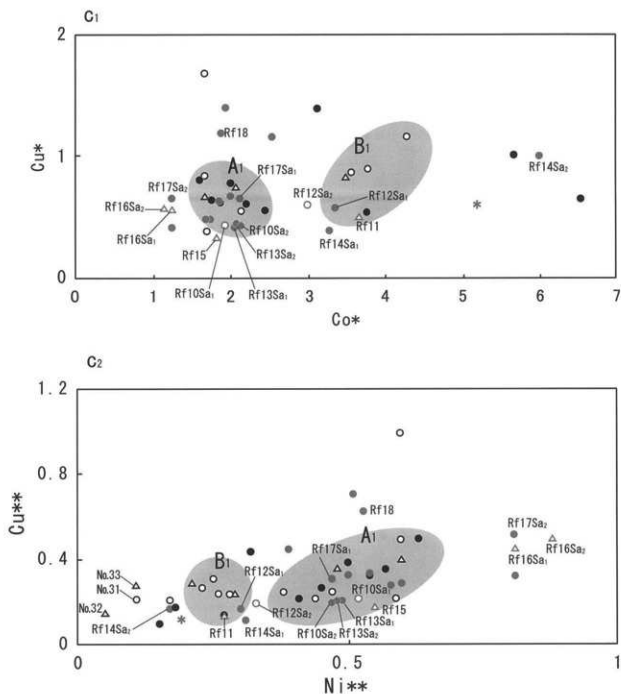 C1
2
Cu*
Rf18
A1
B1
Rf17Sa1
Rf14Sa2
1
Rf17Sa2
Rf12Sa2
Rf12Sa1
Rf16Sa2
*
Rf11
Rf16Sa1
Rf10Sa2
Rf14Sa1
Rf15
Rf13Sa2
0
Rf10Sa1 Rf13Sa1
0 1 2 3 4 5 6 7
Co*
C2
1.2
0.8
Cu**
Rf18
A1
Rf17Sa2
B1
Rf17Sa1
Rf16Sa2
0.4
Rf16Sa1
No.33
Rf12Sa1
Rf10Sa1
No.31
Rf12Sa2
Rf15
No.32
*
Rf13Sa1
Rf14Sa2
Rf11
Rf14Sa1
Rf10Sa2
Rf13Sa2
0
0 0.5 1
Ni**